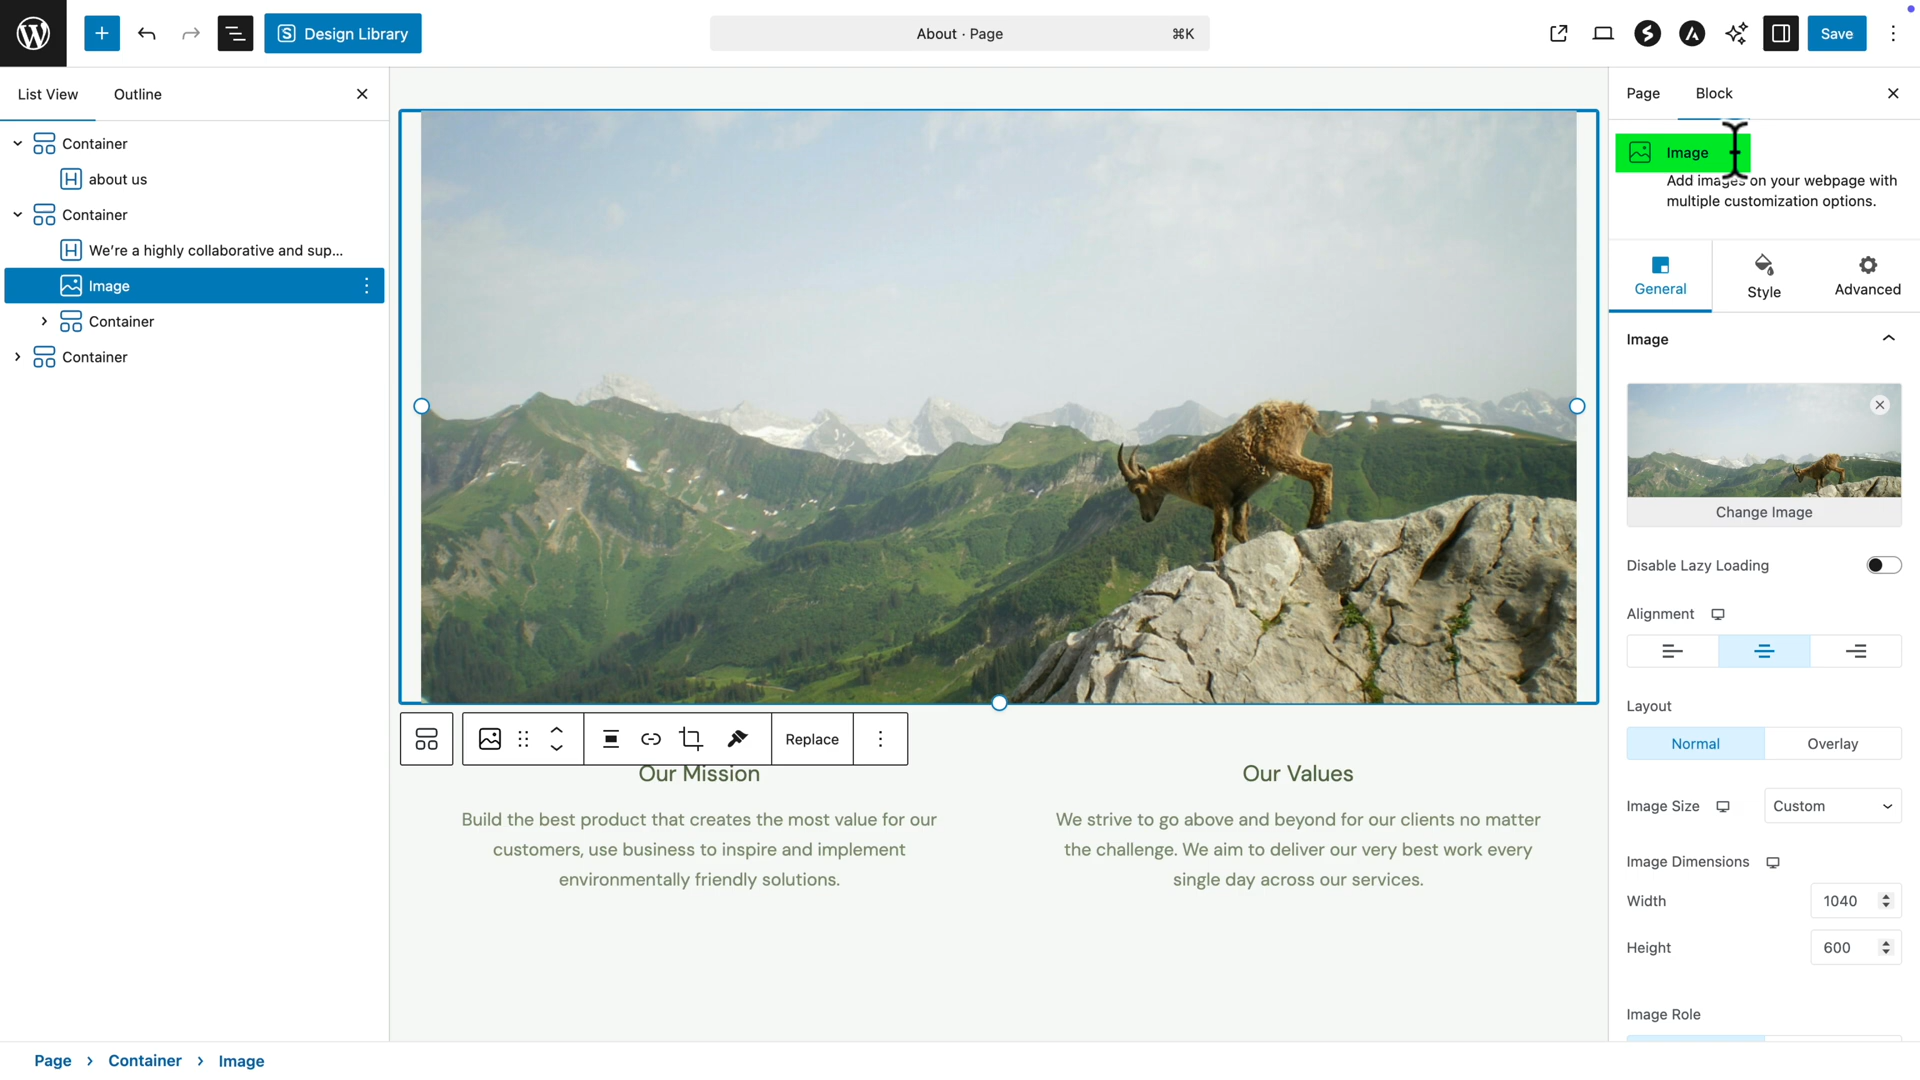 Design Library
About · Page
⌘K
Save
List View
Outline
Container
about us
Container
We're a highly collaborative and sup...
Image
Container
Container
Our Mission
Build the best product that creates the most value for our
customers, use business to inspire and implement
environmentally friendly solutions.
Our Values
We strive to go above and beyond for our clients no matter
the challenge. We aim to deliver our very best work every
single day across our services.
Replace
Page
Block
Image
Add images on your webpage with
multiple customization options.
General
Style
Advanced
Image
Change Image
Disable Lazy Loading
Alignment
Layout
Normal
Overlay
Image Size
Custom
Image Dimensions
Width
1040
Height
600
Image Role
Page > Container > Image